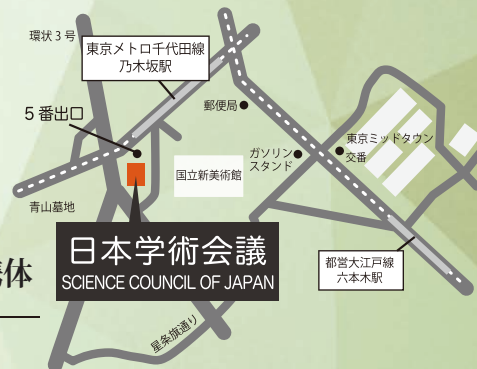 環状3号
東京メトロ千代田線
乃木坂駅
5番出口
郵便局
ガソリン
スタンド
東京ミッドタウン
交番
国立新美術館
青山墓地
日本学術会議
SCIENCE COUNCIL OF JAPAN
都営大江戸線
六本木駅
体
星条旗通り